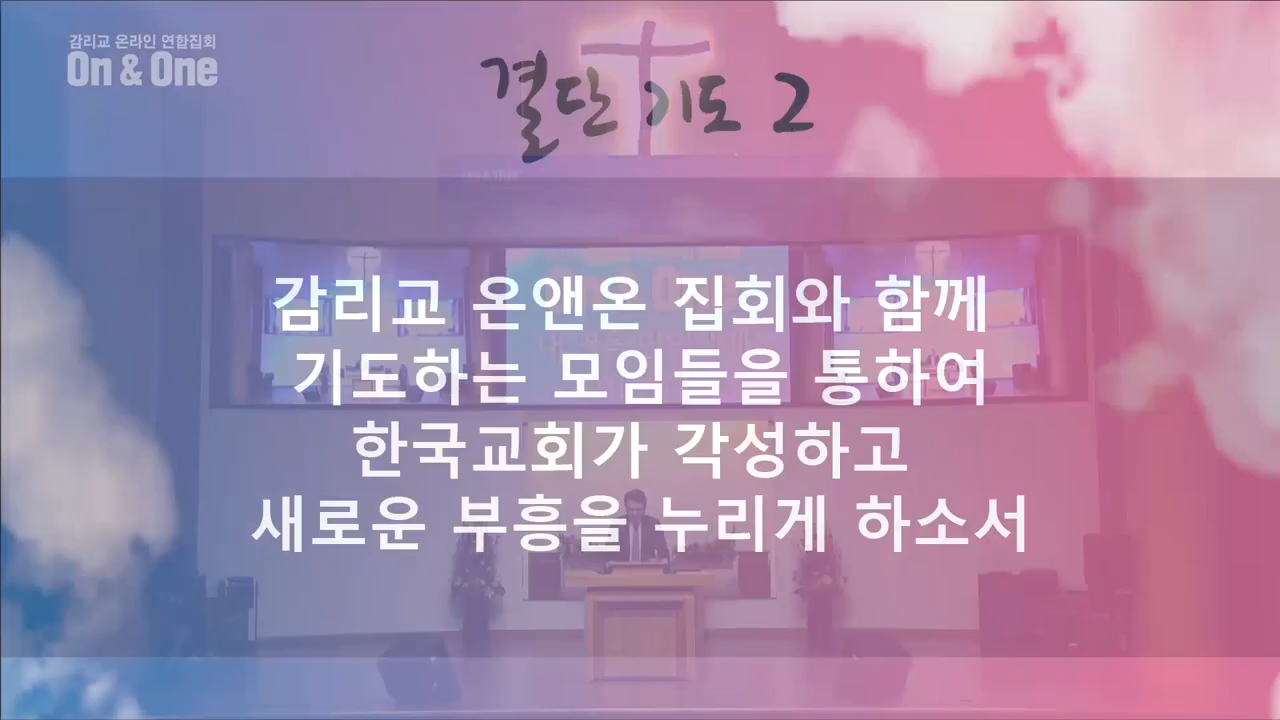 감리교 온라인 연합집회
On & One
결단 기도 2
감리교 온앤온 집회와 함께
기도하는 모임들을 통하여
한국교회가 각성하고
새로운 부흥을 누리게 하소서